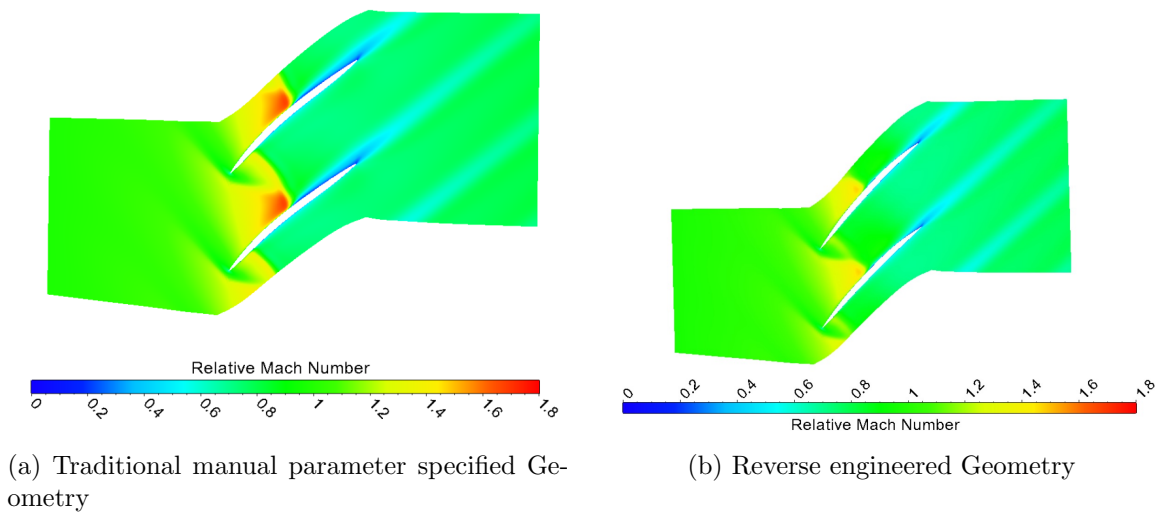 Relative Mach Number
0 0.2 0.4 0.6 0.8 1 1.2 1.4 1.6 1.8
(a) Traditional manual parameter specified Ge-
ometry
0 0.2 0.4 0.6 0.8 1 1.2 1.4 1.6 1.8
Relative Mach Number
(b) Reverse engineered Geometry